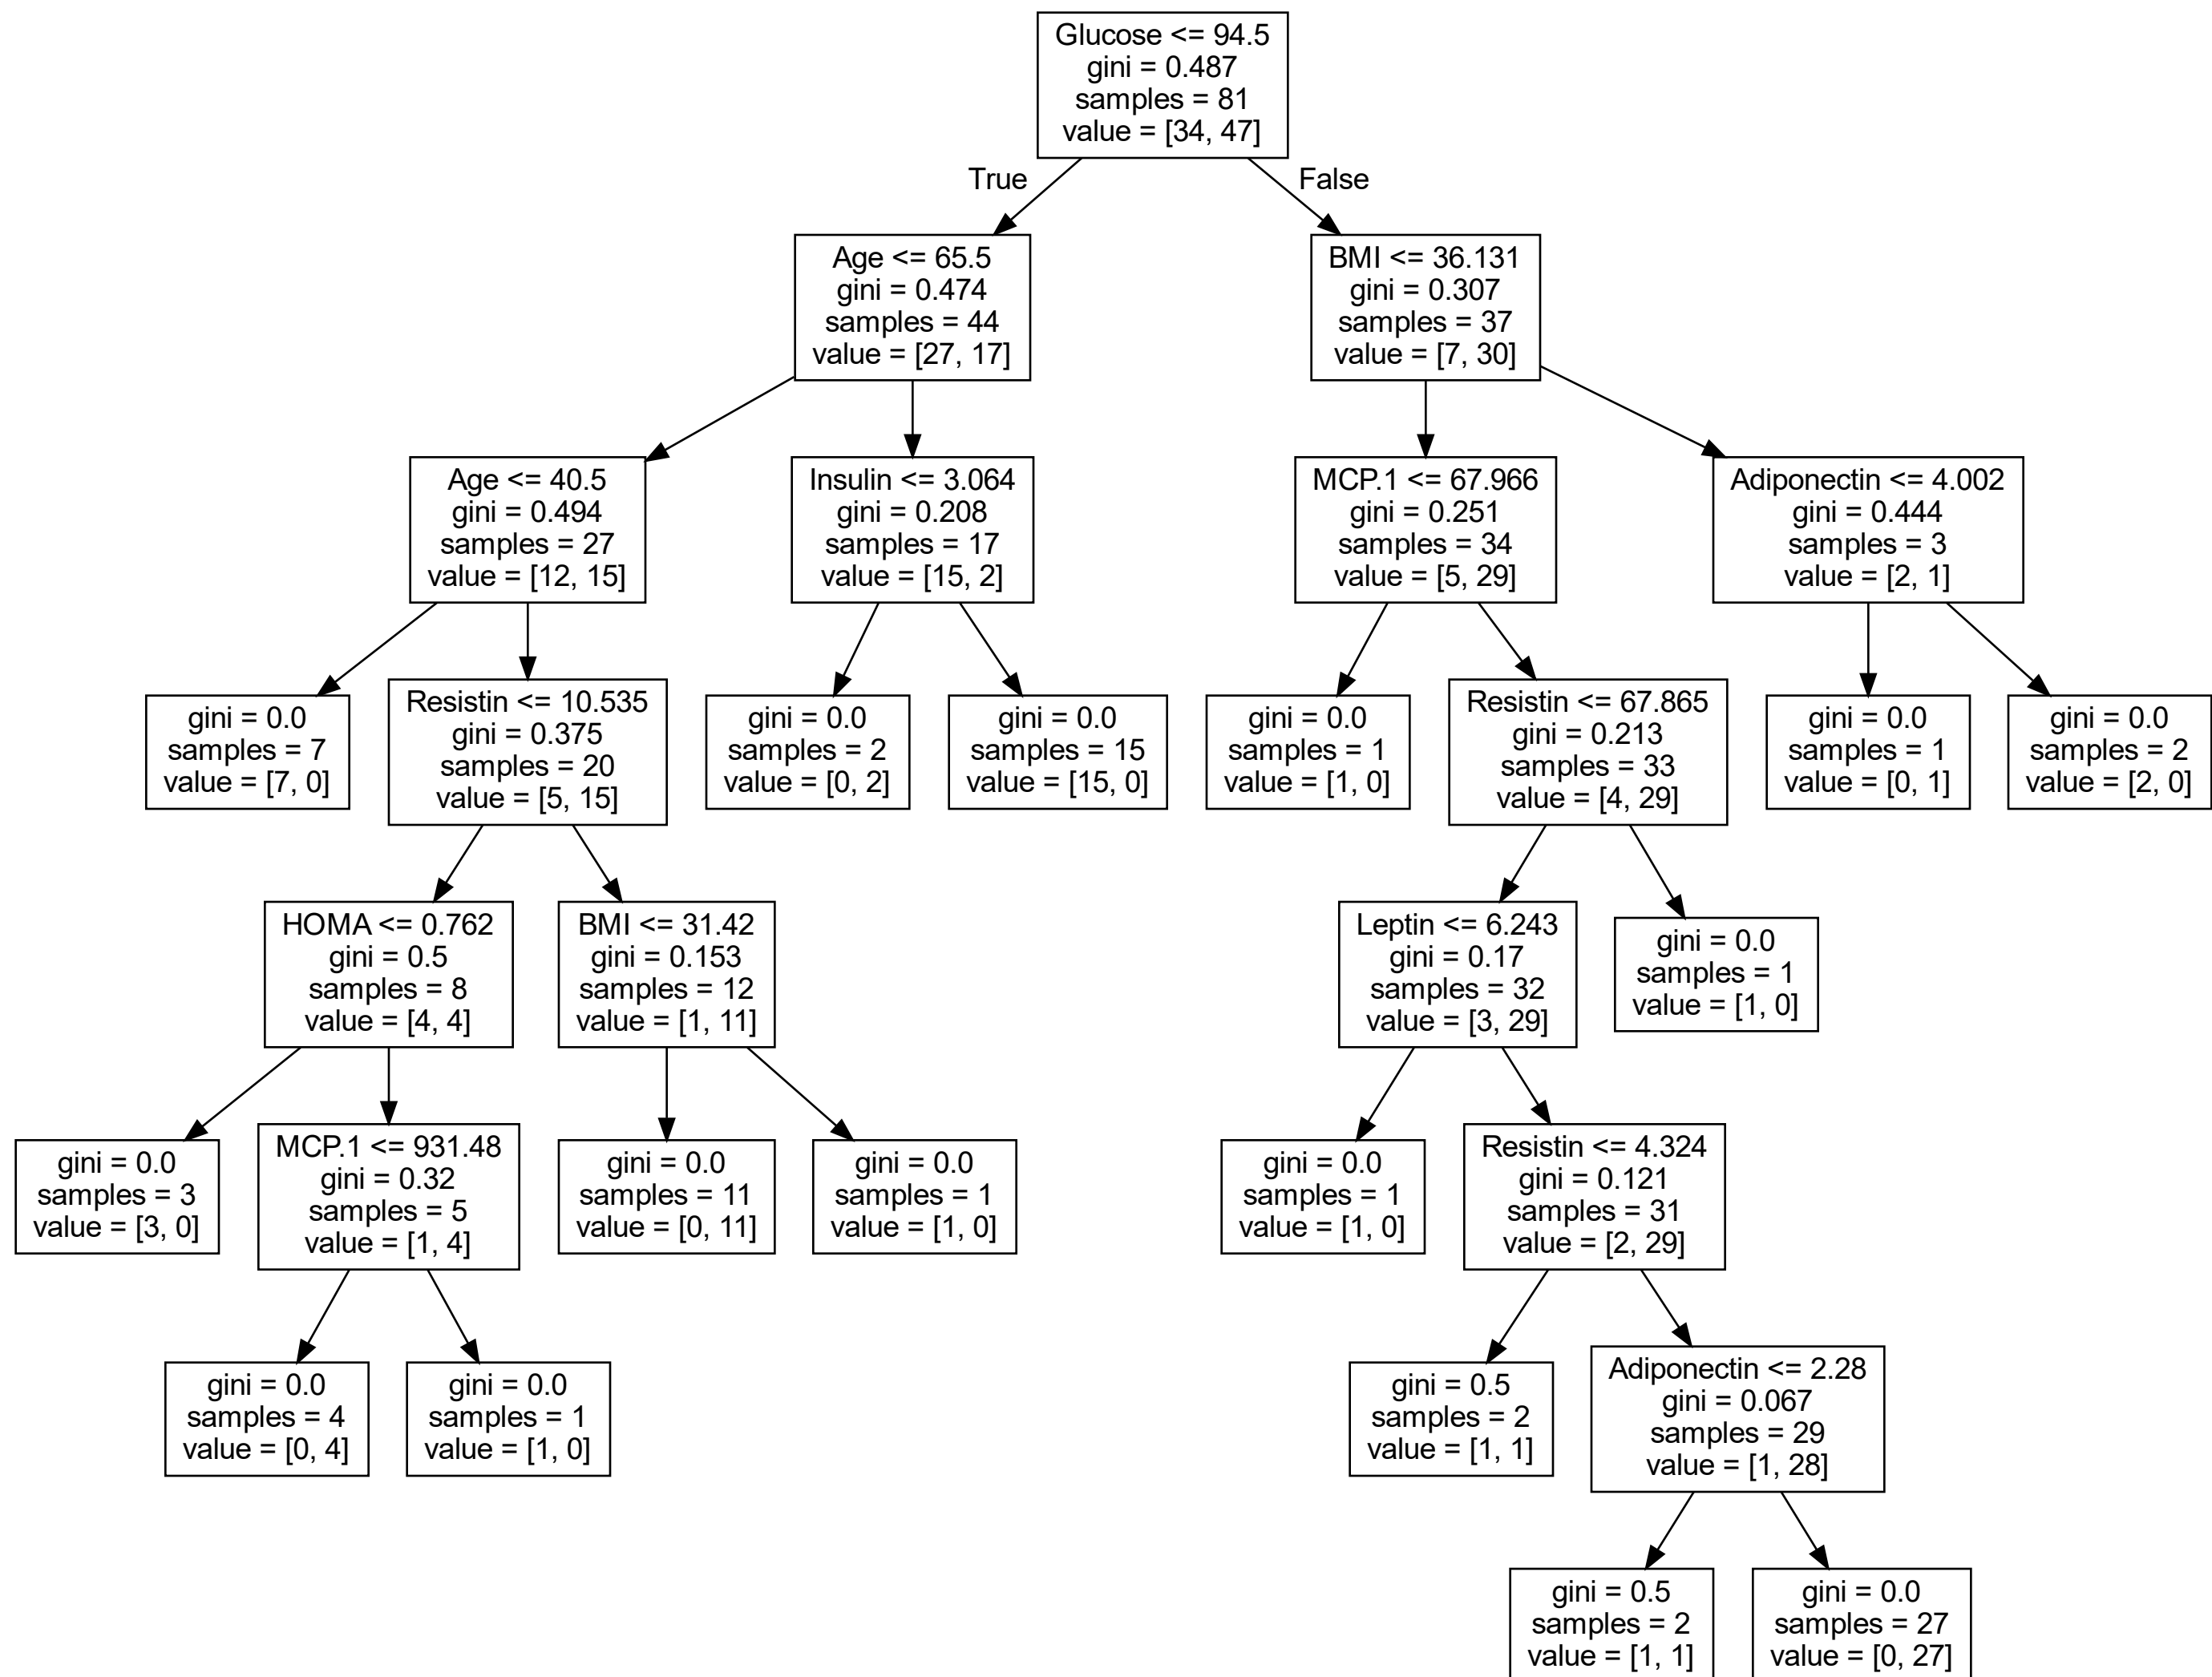 Glucose <= 94.5
gini = 0.487
samples = 81
value = [34, 47]
True
False
Age <= 65.5
gini = 0.474
samples = 44
value = [27, 17]
BMI <= 36.131
gini = 0.307
samples = 37
value = [7, 30]
Age <= 40.5
gini = 0.494
samples = 27
value = [12, 15]
Insulin <= 3.064
gini = 0.208
samples = 17
value = [15, 2]
MCP.1 <= 67.966
gini = 0.251
samples = 34
value = [5, 29]
Adiponectin <= 4.002
gini = 0.444
samples = 3
value = [2, 1]
gini = 0.0
samples = 7
value = [7, 0]
Resistin <= 10.535
gini = 0.375
samples = 20
value = [5, 15]
gini = 0.0
samples = 2
value = [0, 2]
gini = 0.0
samples = 15
value = [15, 0]
gini = 0.0
samples = 1
value = [1, 0]
Resistin <= 67.865
gini = 0.213
samples = 33
value = [4, 29]
gini = 0.0
samples = 1
value = [0, 1]
gini = 0.0
samples = 2
value = [2, 0]
HOMA <= 0.762
gini = 0.5
samples = 8
value = [4, 4]
BMI <= 31.42
gini = 0.153
samples = 12
value = [1, 11]
Leptin <= 6.243
gini = 0.17
samples = 32
value = [3, 29]
gini = 0.0
samples = 1
value = [1, 0]
gini = 0.0
samples = 3
value = [3, 0]
MCP.1 <= 931.48
gini = 0.32
samples = 5
value = [1, 4]
gini = 0.0
samples = 11
value = [0, 11]
gini = 0.0
samples = 1
value = [1, 0]
gini = 0.0
samples = 1
value = [1, 0]
Resistin <= 4.324
gini = 0.121
samples = 31
value = [2, 29]
gini = 0.0
samples = 4
value = [0, 4]
gini = 0.0
samples = 1
value = [1, 0]
gini = 0.5
samples = 2
value = [1, 1]
Adiponectin <= 2.28
gini = 0.067
samples = 29
value = [1, 28]
gini = 0.5
samples = 2
value = [1, 1]
gini = 0.0
samples = 27
value = [0, 27]